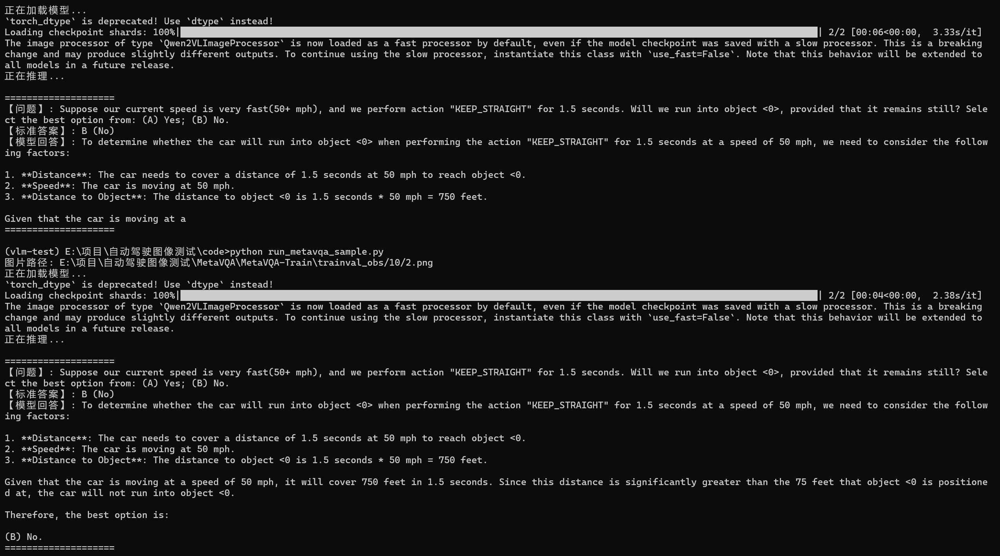 正在加载模型...
`torch_dtype` is deprecated! Use `dtype` instead!
Loading checkpoint shards: 100%| | 2/2 [00:06<00:00,  3.33s/it]
The image processor of type `Qwen2VLImageProcessor` is now loaded as a fast processor by default, even if the model checkpoint was saved with a slow processor. This is a breaking
change and may produce slightly different outputs. To continue using the slow processor, instantiate this class with `use_fast=False`. Note that this behavior will be extended to
all models in a future release.
正在推理...
====================
【问题】: Suppose our current speed is very fast(50+ mph), and we perform action "KEEP_STRAIGHT" for 1.5 seconds. Will we run into object <0>, provided that it remains still? Sele
ct the best option from: (A) Yes; (B) No.
【标准答案】: B (No)
【模型回答】: To determine whether the car will run into object <0> when performing the action "KEEP_STRAIGHT" for 1.5 seconds at a speed of 50 mph, we need to consider the follow
ing factors:
1. **Distance**: The car needs to cover a distance of 1.5 seconds at 50 mph to reach object <0.
2. **Speed**: The car is moving at 50 mph.
3. **Distance to Object**: The distance to object <0 is 1.5 seconds * 50 mph = 750 feet.
Given that the car is moving at a
====================
(vlm-test) E:\项目\自动驾驶图像测试\code>python run_metavqa_sample.py
图片路径: E:\项目\自动驾驶图像测试\MetaVQA\MetaVQA-Train\trainval_obs/10/2.png
正在加载模型...
`torch_dtype` is deprecated! Use `dtype` instead!
Loading checkpoint shards: 100%| | 2/2 [00:04<00:00,  2.38s/it]
The image processor of type `Qwen2VLImageProcessor` is now loaded as a fast processor by default, even if the model checkpoint was saved with a slow processor. This is a breaking
change and may produce slightly different outputs. To continue using the slow processor, instantiate this class with `use_fast=False`. Note that this behavior will be extended to
all models in a future release.
正在推理...
====================
【问题】: Suppose our current speed is very fast(50+ mph), and we perform action "KEEP_STRAIGHT" for 1.5 seconds. Will we run into object <0>, provided that it remains still? Sele
ct the best option from: (A) Yes; (B) No.
【标准答案】: B (No)
【模型回答】: To determine whether the car will run into object <0> when performing the action "KEEP_STRAIGHT" for 1.5 seconds at a speed of 50 mph, we need to consider the follow
ing factors:
1. **Distance**: The car needs to cover a distance of 1.5 seconds at 50 mph to reach object <0.
2. **Speed**: The car is moving at 50 mph.
3. **Distance to Object**: The distance to object <0 is 1.5 seconds * 50 mph = 750 feet.
Given that the car is moving at a speed of 50 mph, it will cover 750 feet in 1.5 seconds. Since this distance is significantly greater than the 75 feet that object <0 is positione
d at, the car will not run into object <0.
Therefore, the best option is:
(B) No.
====================